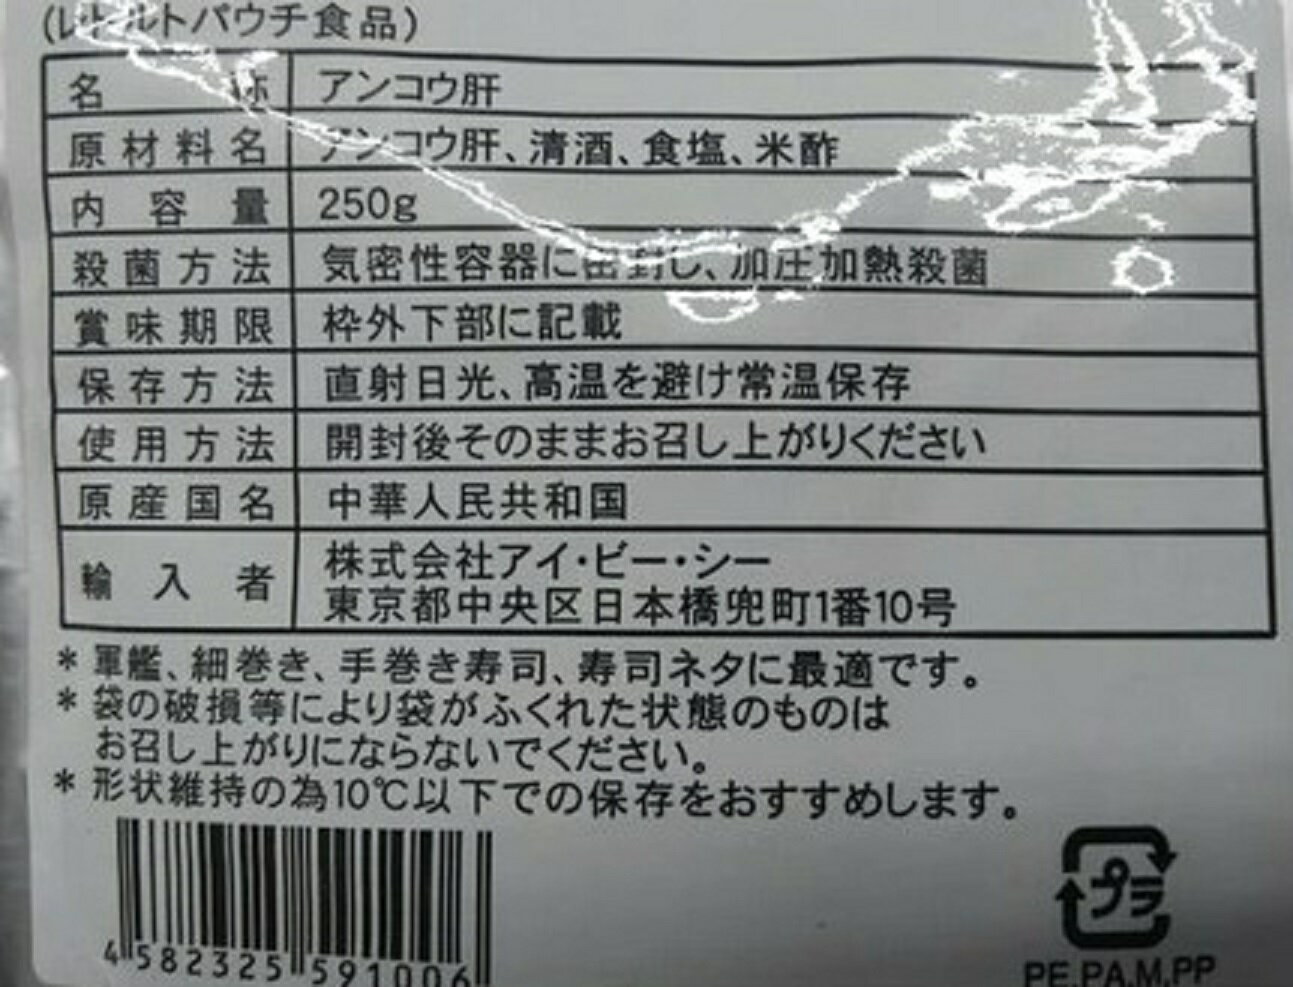 (レトルトパウチ食品)
名称 アンコウ肝
原材料名 アンコウ肝、清酒、食塩、米酢
内容量 250g
殺菌方法 気密性容器に密封し、加圧加熱殺菌
賞味期限 枠外下部に記載
保存方法 直射日光、高温を避け常温保存
使用方法 開封後そのままお召し上がりください
原産国名 中華人民共和国
輸入者 株式会社アイ・ビー・シー
東京都中央区日本橋兜町1番10号
* 軍艦、細巻き、手巻き寿司、寿司ネタに最適です。
* 袋の破損等により袋がふくれた状態のものは
お召し上がりにならないでください。
* 形状維持の為10℃以下での保存をおすすめします。
4582325591006
プラ
PE,PA,M,PP